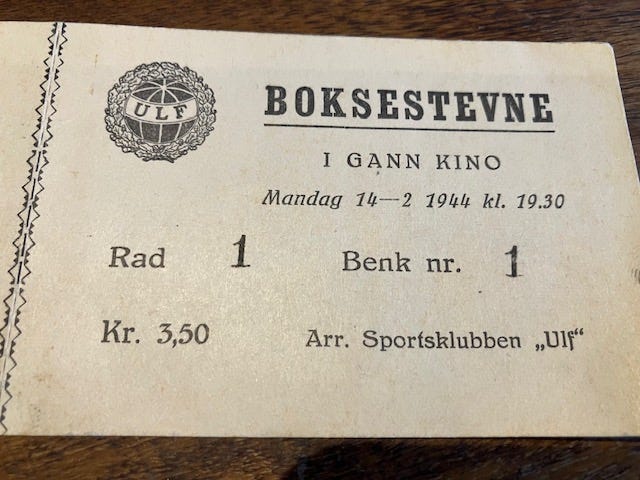 ULF
BOKSESTEVNE
I GANN KINO
Mandag 14—2 1944 kl. 19.30
Rad 1 Benk nr. 1
Kr. 3,50 Arr. Sportsklubben „Ulf“